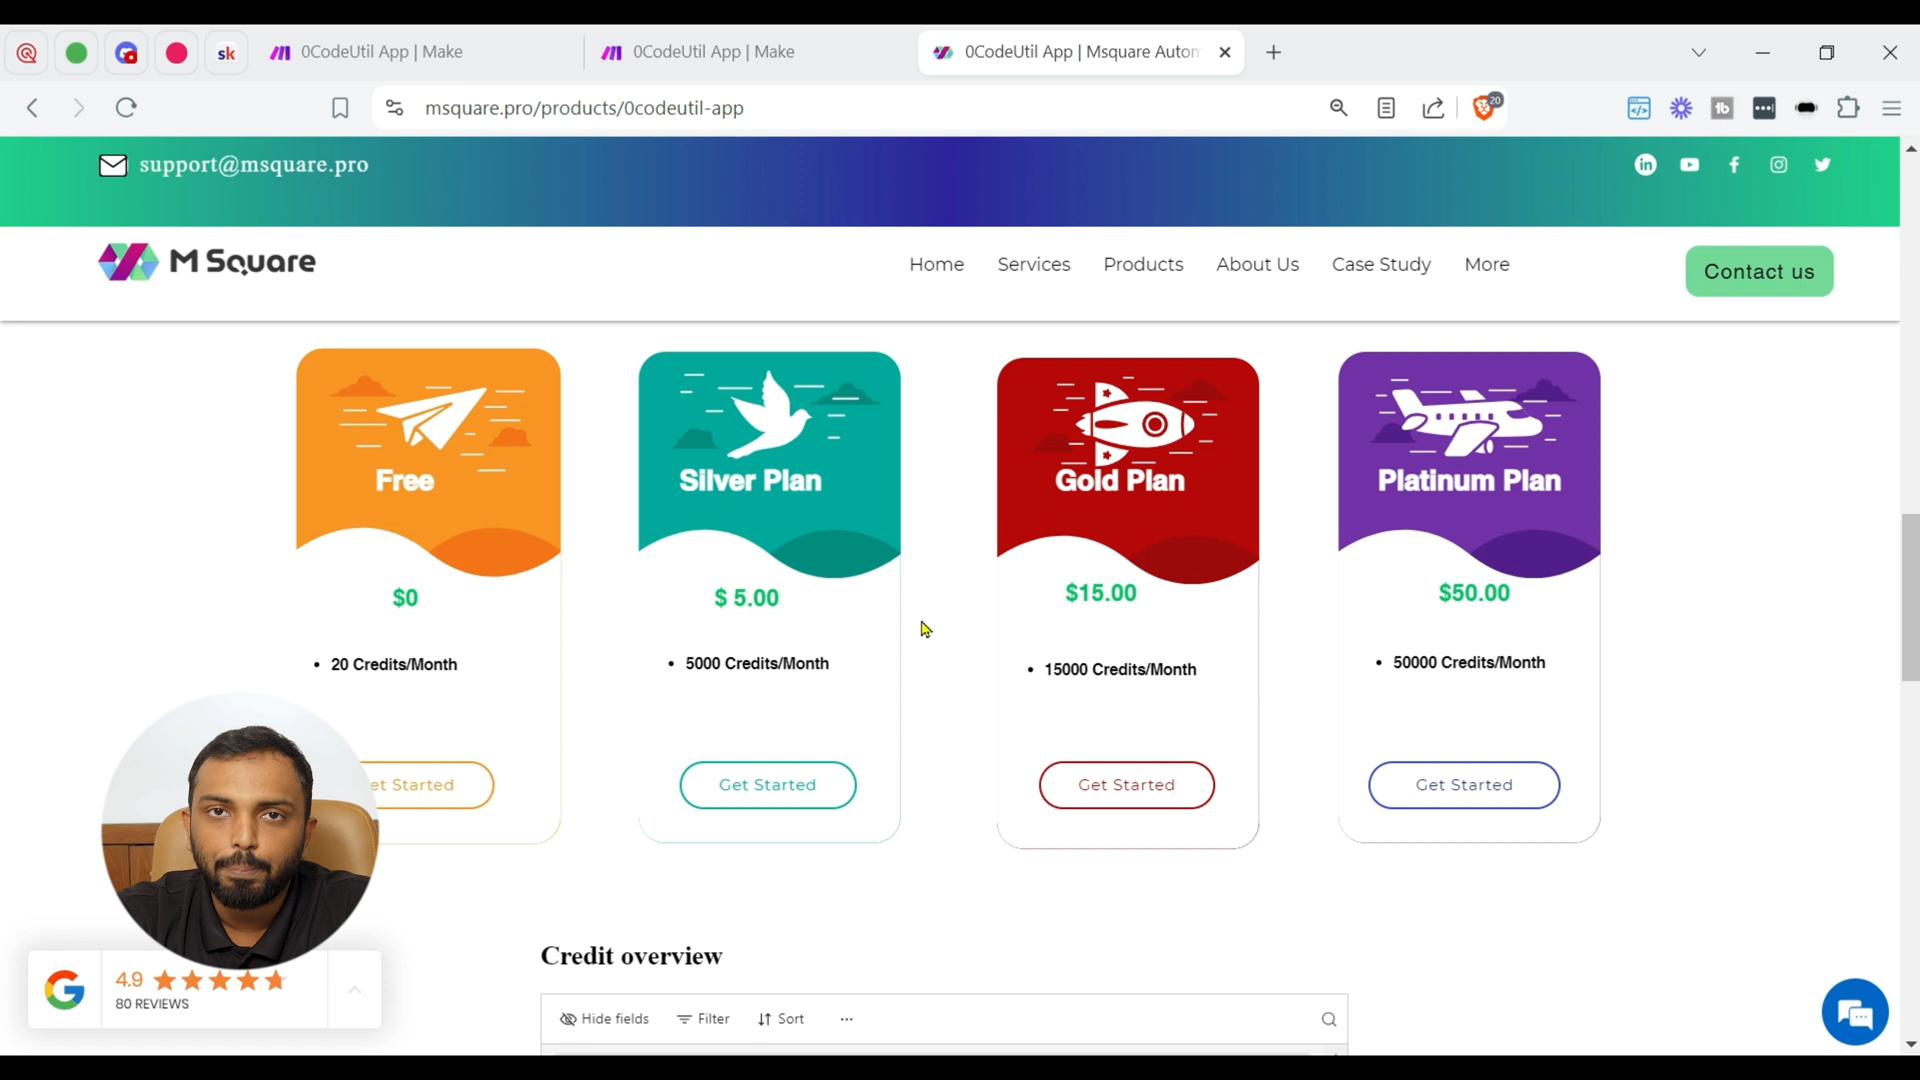 sk
0CodeUtil App | Make
0CodeUtil App | Make
0CodeUtil App | Msquare Autom
msquare.pro/products/0codeutil-app
20
support@msquare.pro
M Square
Home
Services
Products
About Us
Case Study
More
Contact us
Free
$0
20 Credits/Month
et Started
Silver Plan
$ 5.00
5000 Credits/Month
Get Started
Gold Plan
$15.00
15000 Credits/Month
Get Started
Platinum Plan
$50.00
50000 Credits/Month
Get Started
4.9
80 REVIEWS
Credit overview
Hide fields
Filter
Sort